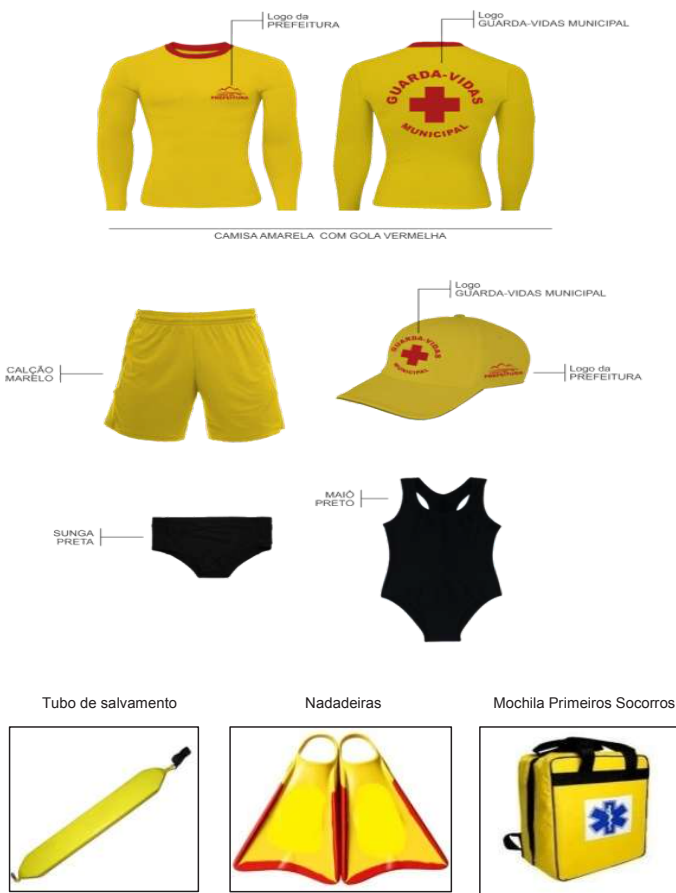 Logo da
PREFEITURA
Logo
GUARDA-VIDAS MUNICIPAL
PREFEITURA
GUARDA-VIDAS
MUNICIPAL
CAMISA AMARELA COM GOLA VERMELHA
Logo
GUARDA-VIDAS MUNICIPAL
CALÇÃO
MARELO
GUARDA-VIDAS
MUNICIPAL
PREFEITURA
Logo da
PREFEITURA
MAIÔ
PRETO
SUNGA
PRETA
Tubo de salvamento
Nadadeiras
Mochila Primeiros Socorros